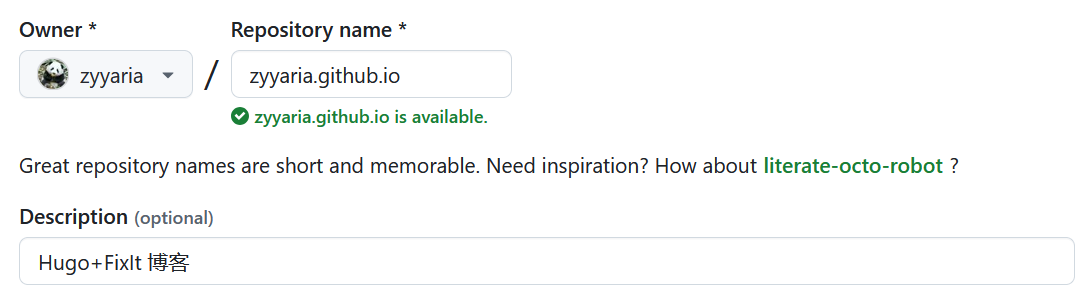 Owner * Repository name *
zyyaria / zyyaria.github.io
zyyaria.github.io is available.
Great repository names are short and memorable. Need inspiration? How about literate-octo-robot ?
Description (optional)
Hugo+FixIt 博客